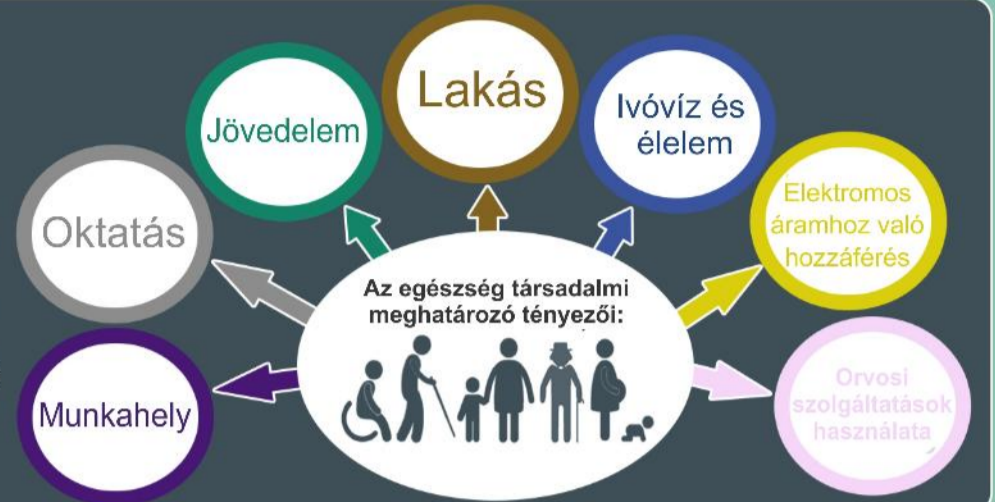 Az egészség társadalmi
meghatározó tényezői:
Munkahely
Oktatás
Jövedelem
Lakás
Ivóvíz és
élelem
Elektromos
áramhoz való
hozzáférés
Orvosi
szolgáltatások
használata